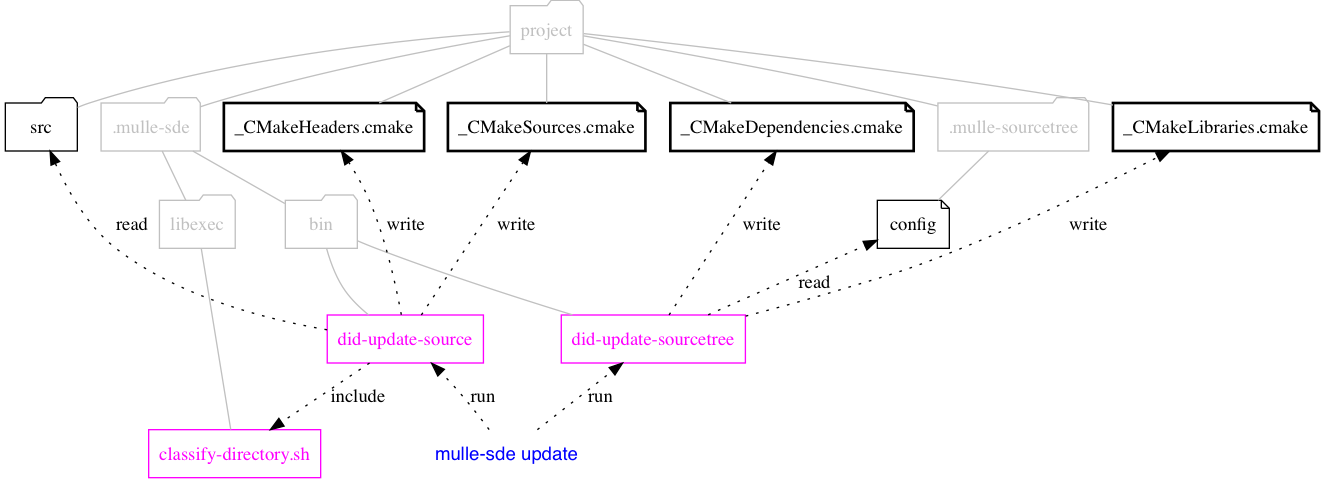 project
src
.mulle-sde
_CMakeHeaders.cmake
_CMakeSources.cmake
_CMakeDependencies.cmake
.mulle-sourcetree
_CMakeLibraries.cmake
read
libexec
bin
write
write
write
config
write
read
did-update-source
did-update-sourcetree
include
run
run
classify-directory.sh
mulle-sde update